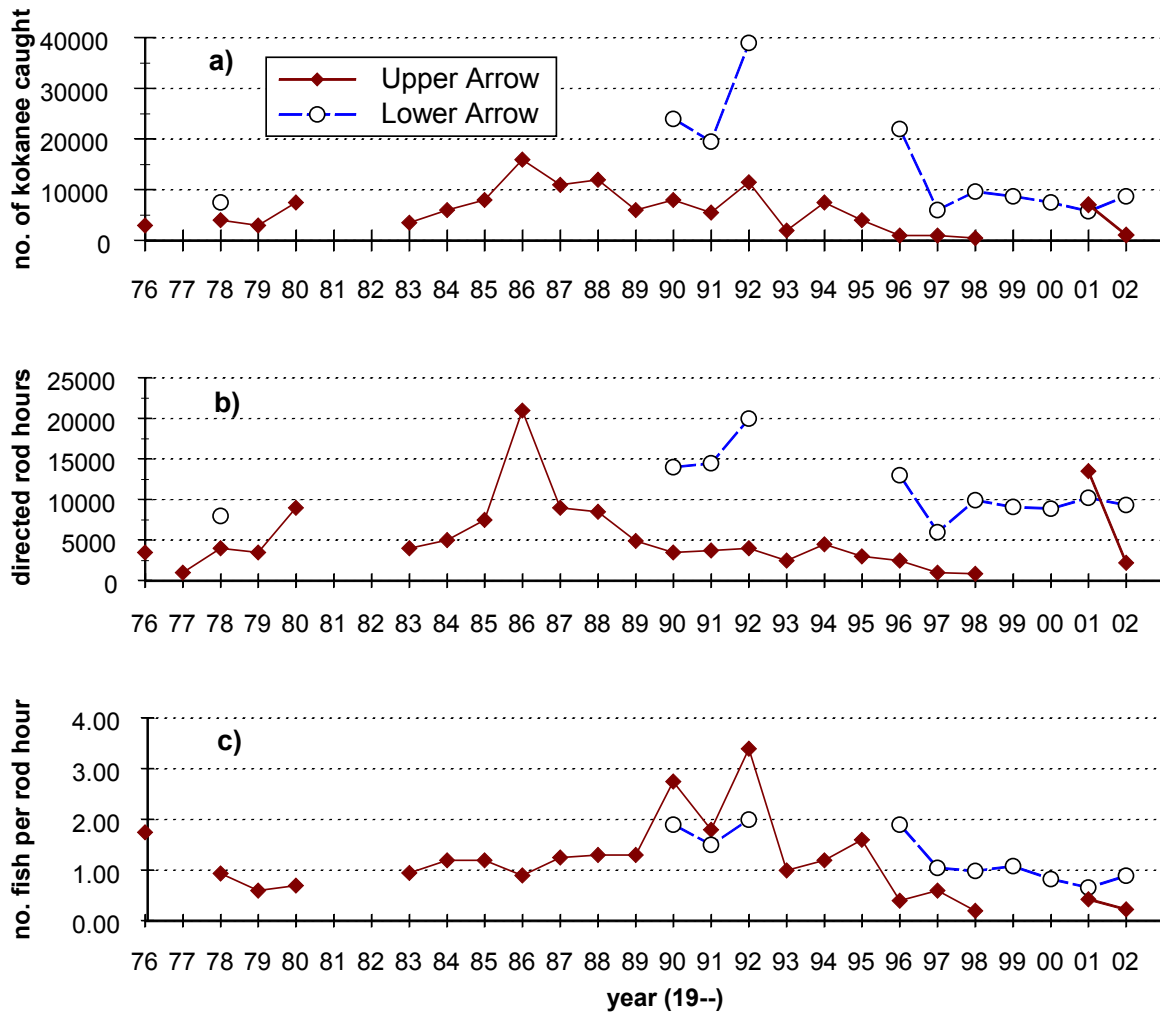 no. of kokanee caught
a)
Upper Arrow
Lower Arrow
40000
30000
20000
10000
0
76 77 78 79 80 81 82 83 84 85 86 87 88 89 90 91 92 93 94 95 96 97 98 99 00 01 02
directed rod hours
b)
25000
20000
15000
10000
5000
0
76 77 78 79 80 81 82 83 84 85 86 87 88 89 90 91 92 93 94 95 96 97 98 99 00 01 02
no. fish per rod hour
c)
4.00
3.00
2.00
1.00
0.00
76 77 78 79 80 81 82 83 84 85 86 87 88 89 90 91 92 93 94 95 96 97 98 99 00 01 02
year (19--)